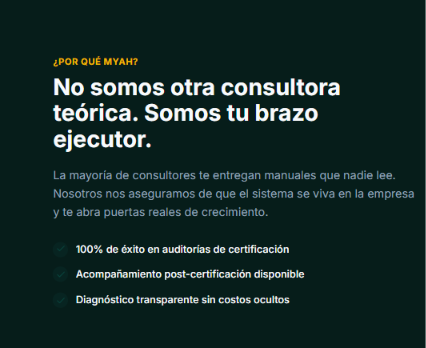 ¿POR QUÉ MYAH?
No somos otra consultora
teórica. Somos tu brazo
ejecutor.
La mayoría de consultores te entregan manuales que nadie lee.
Nosotros nos aseguramos de que el sistema se viva en la empresa
y te abra puertas reales de crecimiento.
100% de éxito en auditorías de certificación
Acompañamiento post-certificación disponible
Diagnóstico transparente sin costos ocultos